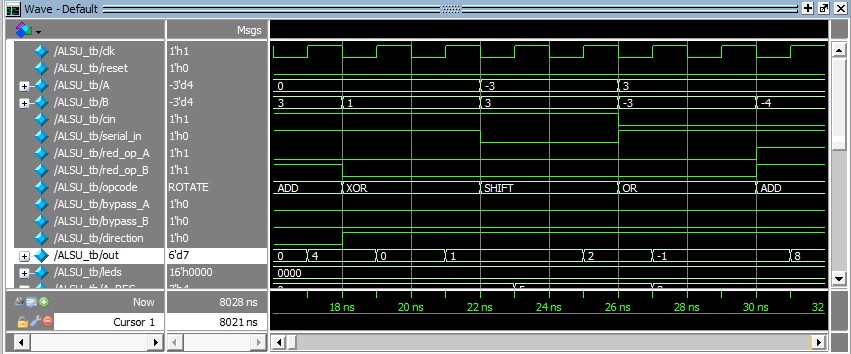 Wave - Default
Msgs
/ALSU_tb/clk 1'h1
/ALSU_tb/reset 1'h0
/ALSU_tb/A -3'd4 0 -3 3
/ALSU_tb/B -3'd4 3 1 3 -3 -4
/ALSU_tb/cin 1'h1
/ALSU_tb/serial_in 1'h0
/ALSU_tb/red_op_A 1'h1
/ALSU_tb/red_op_B 1'h1
/ALSU_tb/opcode ROTATE ADD XOR SHIFT OR ADD
/ALSU_tb/bypass_A 1'h0
/ALSU_tb/bypass_B 1'h0
/ALSU_tb/direction 1'h0
/ALSU_tb/out 6'd7 0 4 0 1 2 -1 8
/ALSU_tb/leds 16'h0000 0000
Now 8028 ns 18 ns 20 ns 22 ns 24 ns 26 ns 28 ns 30 ns 32
Cursor 1 8021 ns